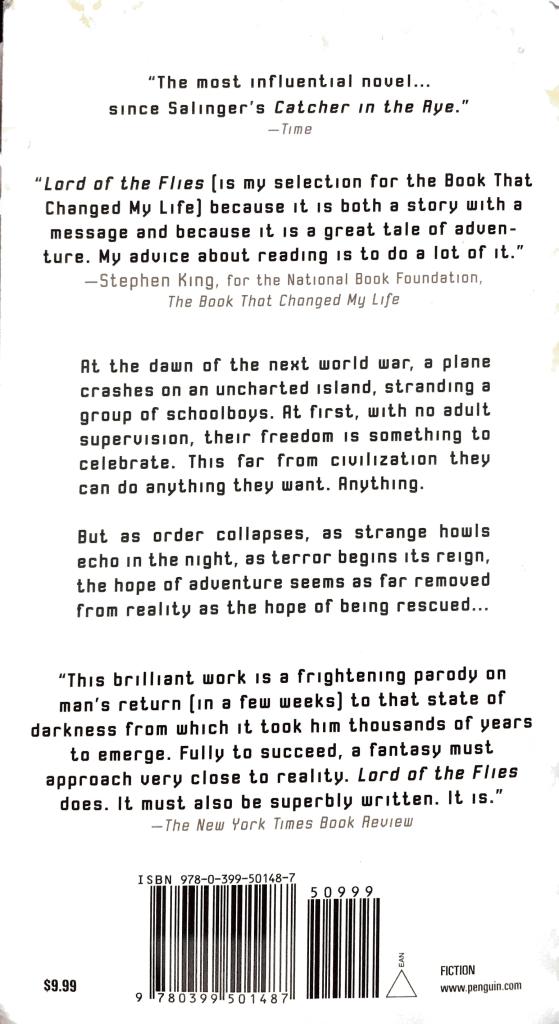 “The most influential novel...
since Salinger’s Catcher in the Rye.”
—Time
“Lord of the Flies [is my selection for the Book That
Changed My Life] because it is both a story with a
message and because it is a great tale of adven-
ture. My advice about reading is to do a lot of it.”
—Stephen King, for the National Book Foundation,
The Book That Changed My Life
At the dawn of the next world war, a plane
crashes on an uncharted island, stranding a
group of schoolboys. At first, with no adult
supervision, their freedom is something to
celebrate. This far from civilization they
can do anything they want. Anything.
But as order collapses, as strange howls
echo in the night, as terror begins its reign,
the hope of adventure seems as far removed
from reality as the hope of being rescued...
“This brilliant work is a frightening parody on
man’s return [in a few weeks] to that state of
darkness from which it took him thousands of years
to emerge. Fully to succeed, a fantasy must
approach very close to reality. Lord of the Flies
does. It must also be superbly written. It is.”
—The New York Times Book Review
ISBN 978-0-399-50148-7
50999
EAN
$9.99
9 780399 501487
FICTION
www.penguin.com